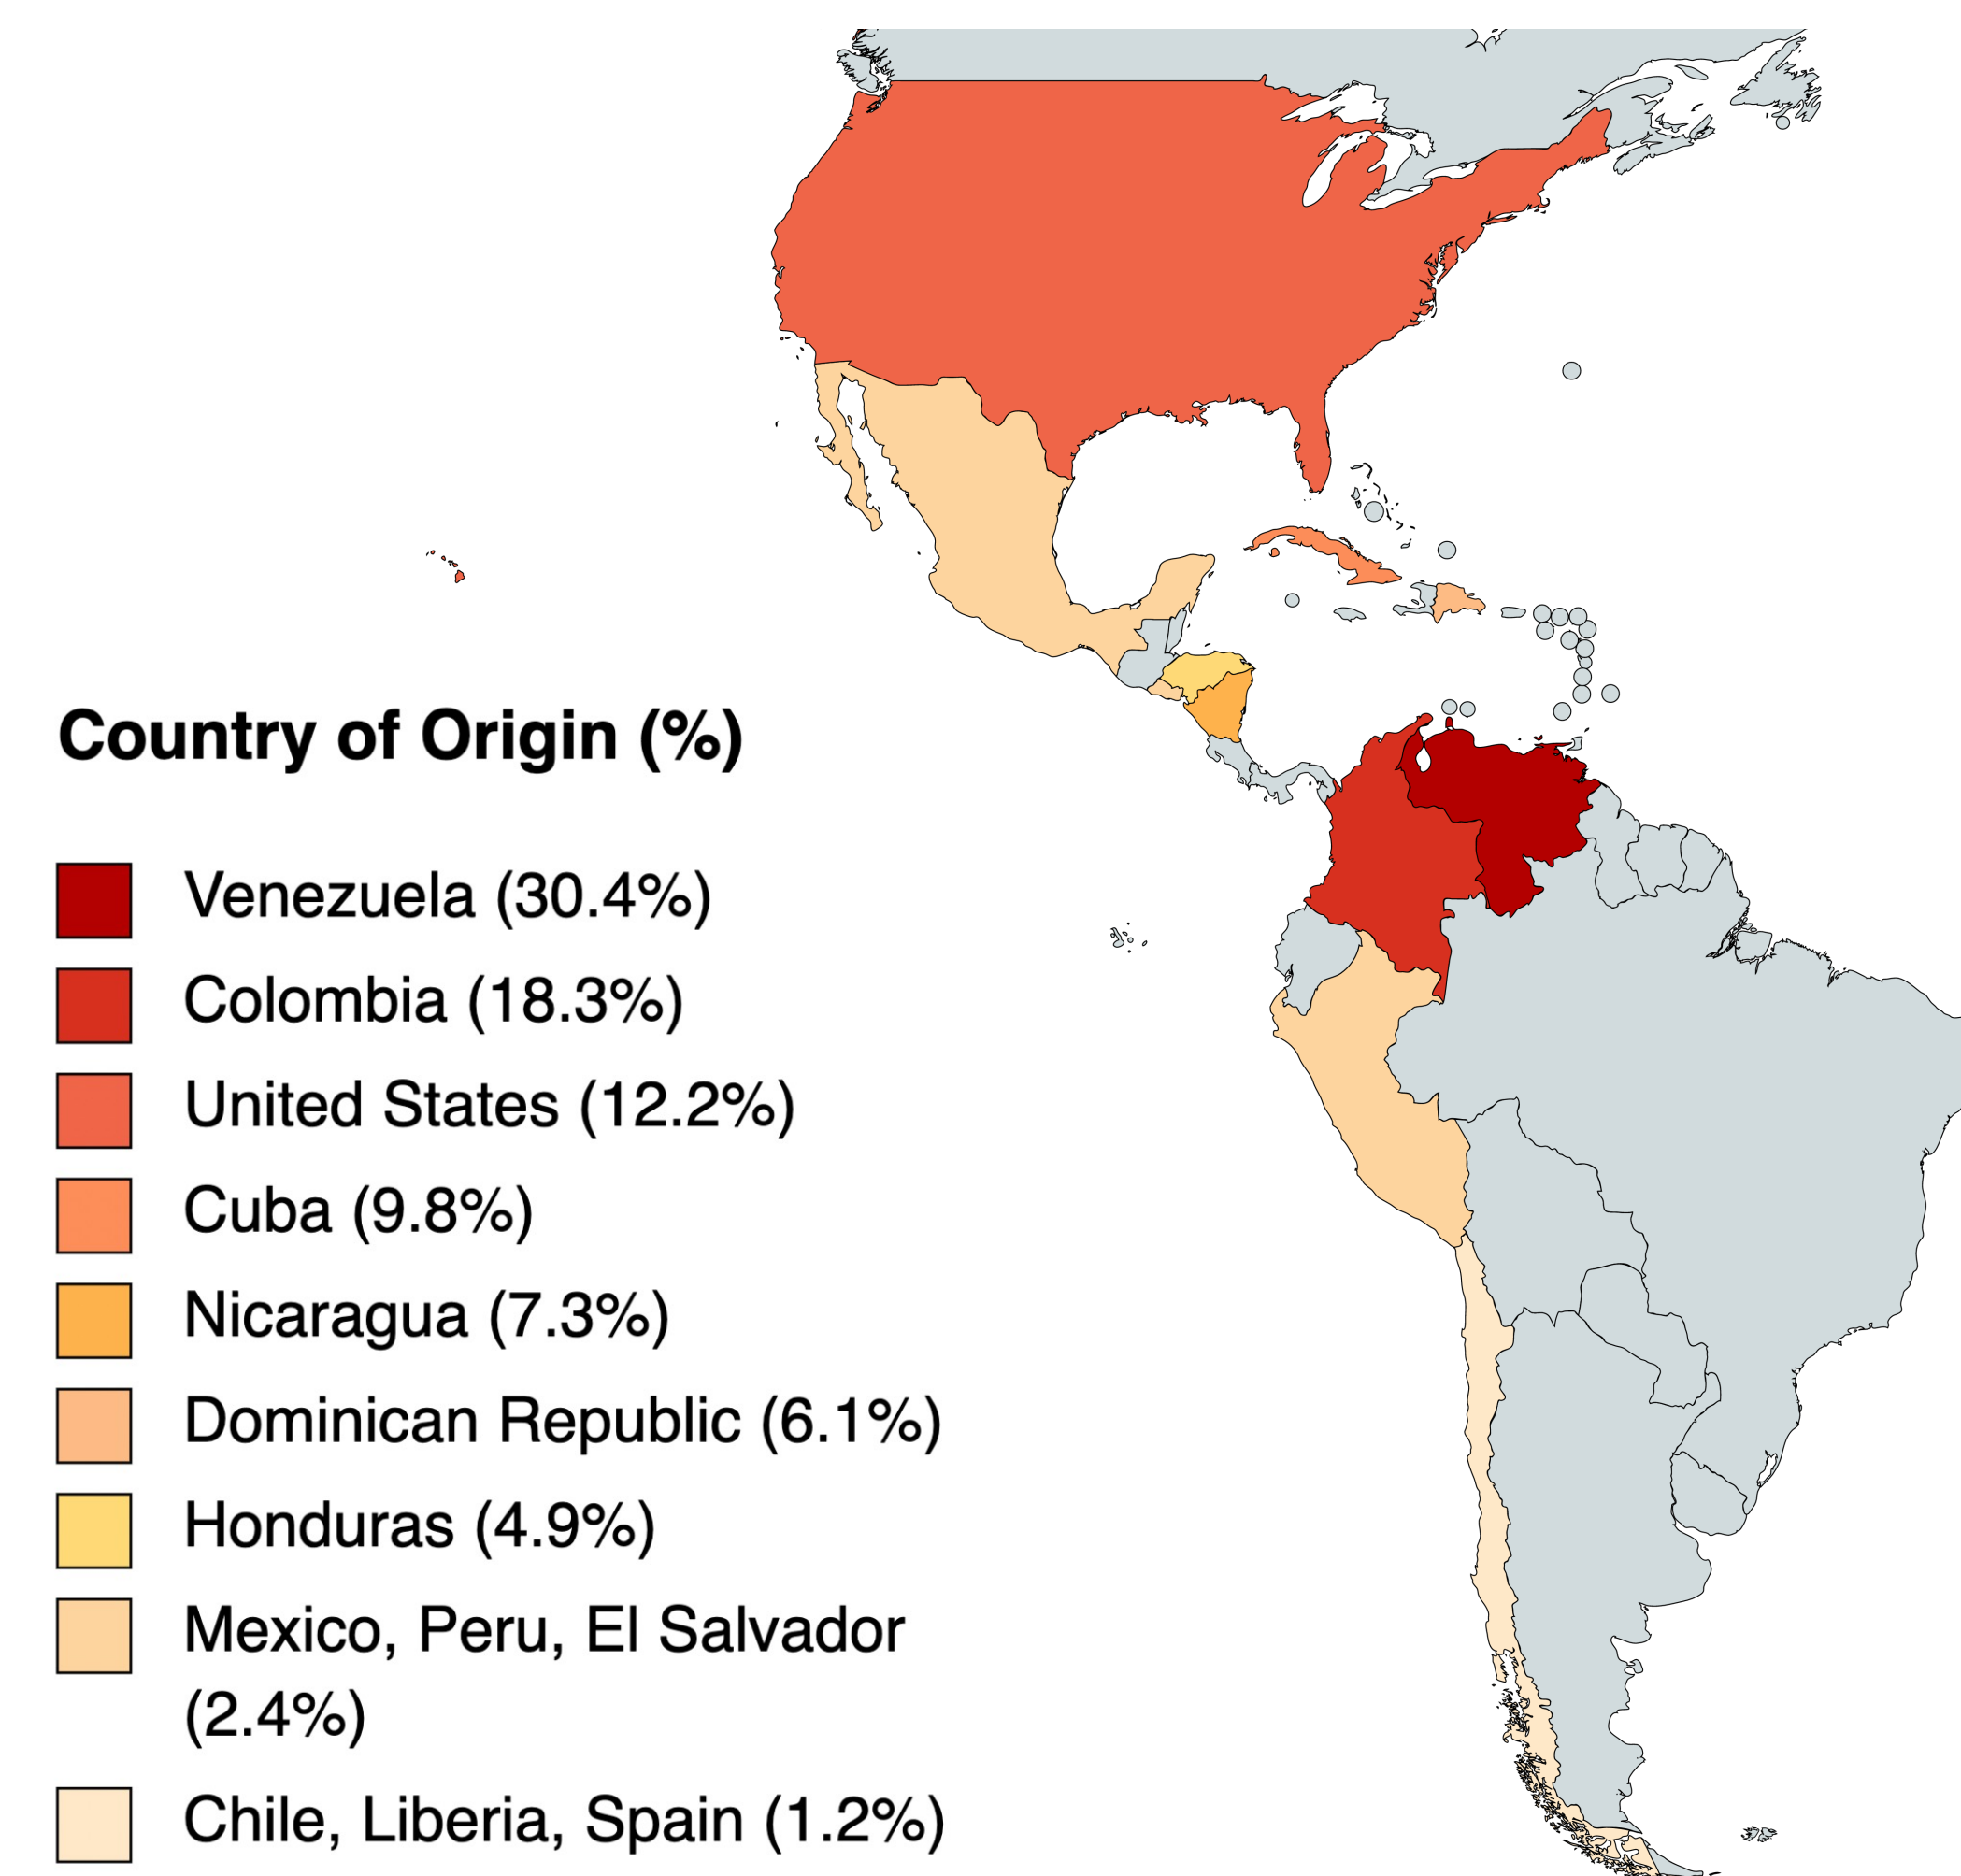 Country of Origin (%)
Venezuela (30.4%)
Colombia (18.3%)
United States (12.2%)
Cuba (9.8%)
Nicaragua (7.3%)
Dominican Republic (6.1%)
Honduras (4.9%)
Mexico, Peru, El Salvador
(2.4%)
Chile, Liberia, Spain (1.2%)